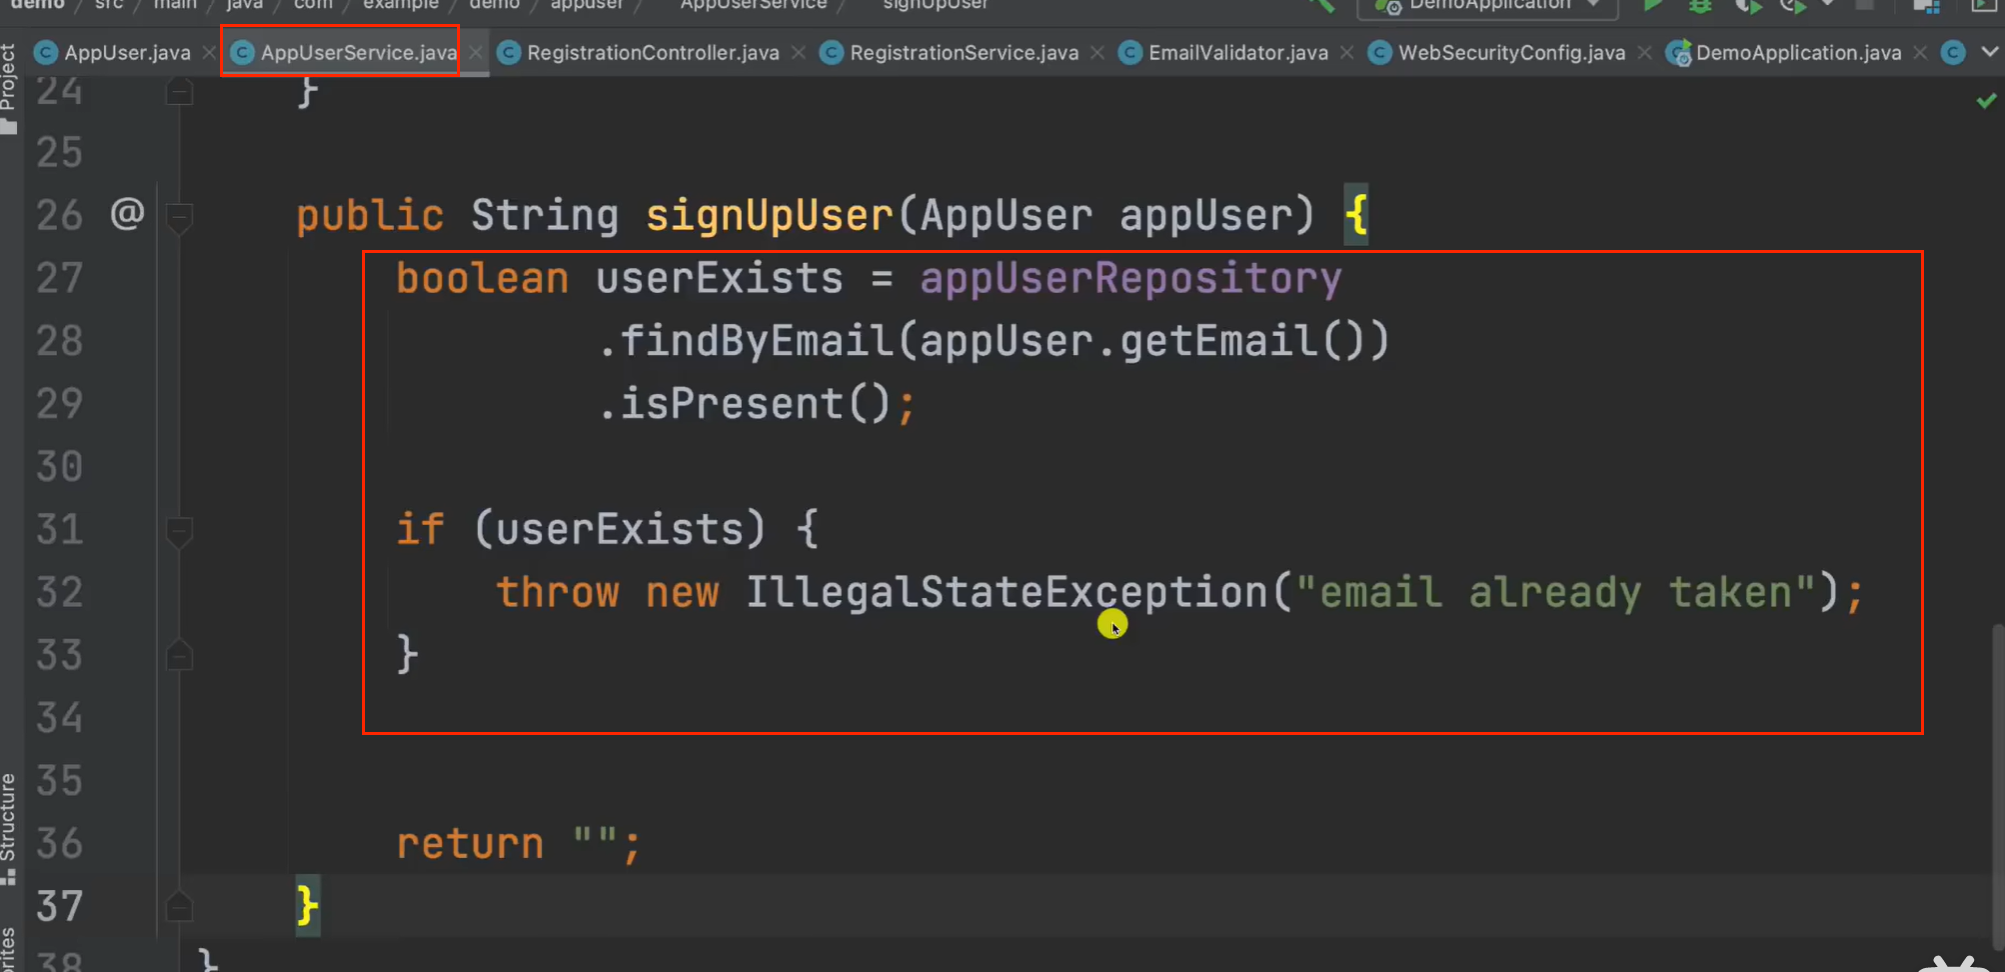 demo / src / main / java / com / example / demo / appuser / AppUserService / signUpUser DemoApplication
AppUser.java AppUserService.java RegistrationController.java RegistrationService.java EmailValidator.java WebSecurityConfig.java DemoApplication.java
Project
24 }
25
26 @ public String signUpUser(AppUser appUser) {
27 boolean userExists = appUserRepository
28 .findByEmail(appUser.getEmail())
29 .isPresent();
30
31 if (userExists) {
32 throw new IllegalStateException("email already taken");
33 }
34
35
36 return "";
37 }
38 }
Structure